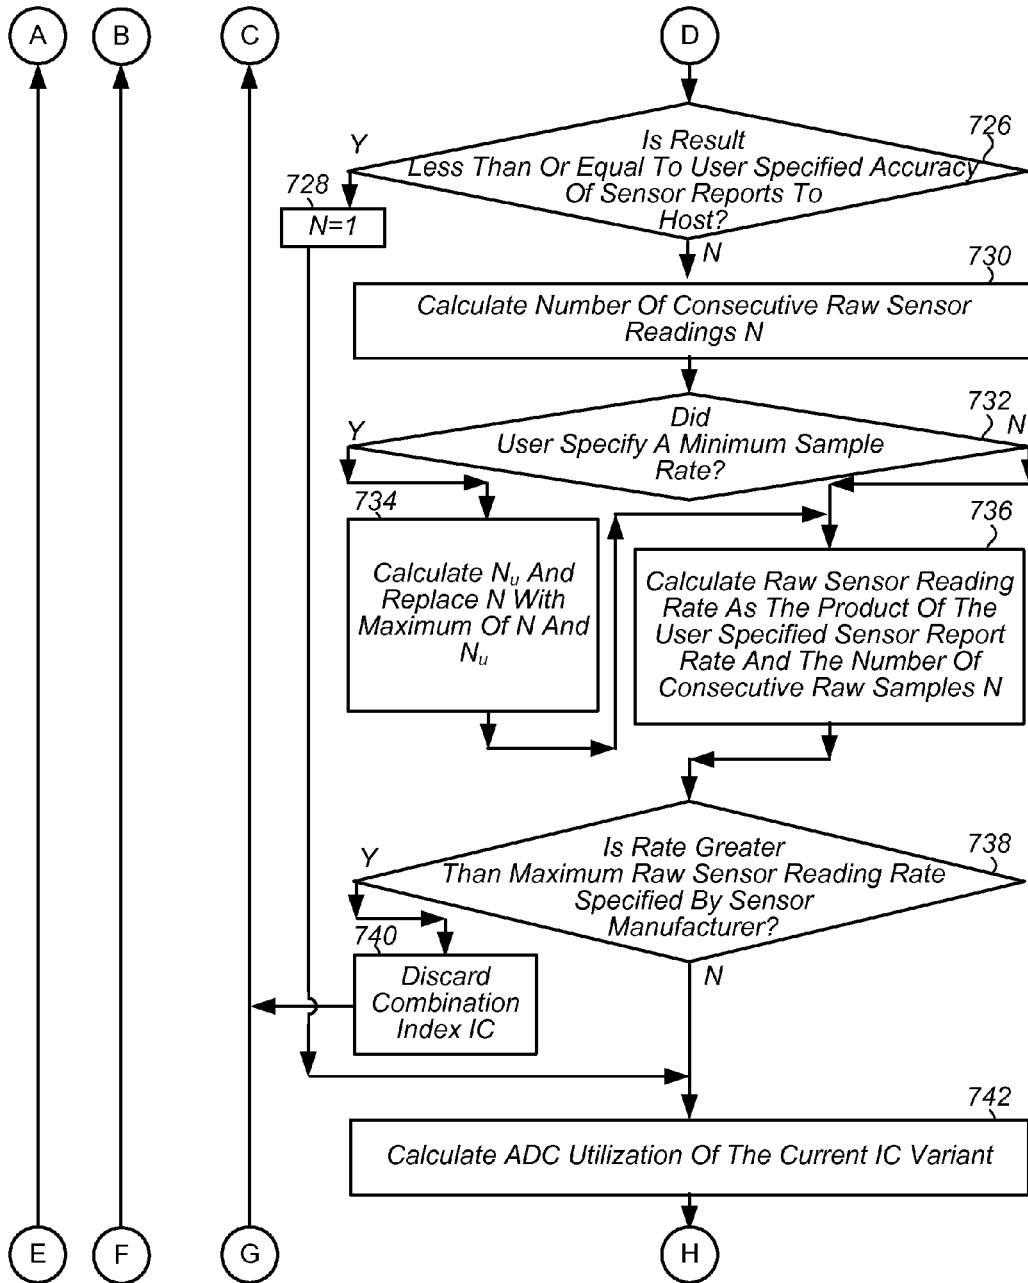 A
B
C
D
726
Is Result
Less Than Or Equal To User Specified Accuracy
Of Sensor Reports To
Host?
Y
N
728
N=1
730
Calculate Number Of Consecutive Raw Sensor
Readings N
732
Did
User Specify A Minimum Sample
Rate?
Y
N
734
Calculate Nᵤ And
Replace N With
Maximum Of N And
Nᵤ
736
Calculate Raw Sensor Reading
Rate As The Product Of The
User Specified Sensor Report
Rate And The Number Of
Consecutive Raw Samples N
738
Is Rate Greater
Than Maximum Raw Sensor Reading Rate
Specified By Sensor
Manufacturer?
Y
N
740
Discard
Combination
Index IC
742
Calculate ADC Utilization Of The Current IC Variant
E
F
G
H